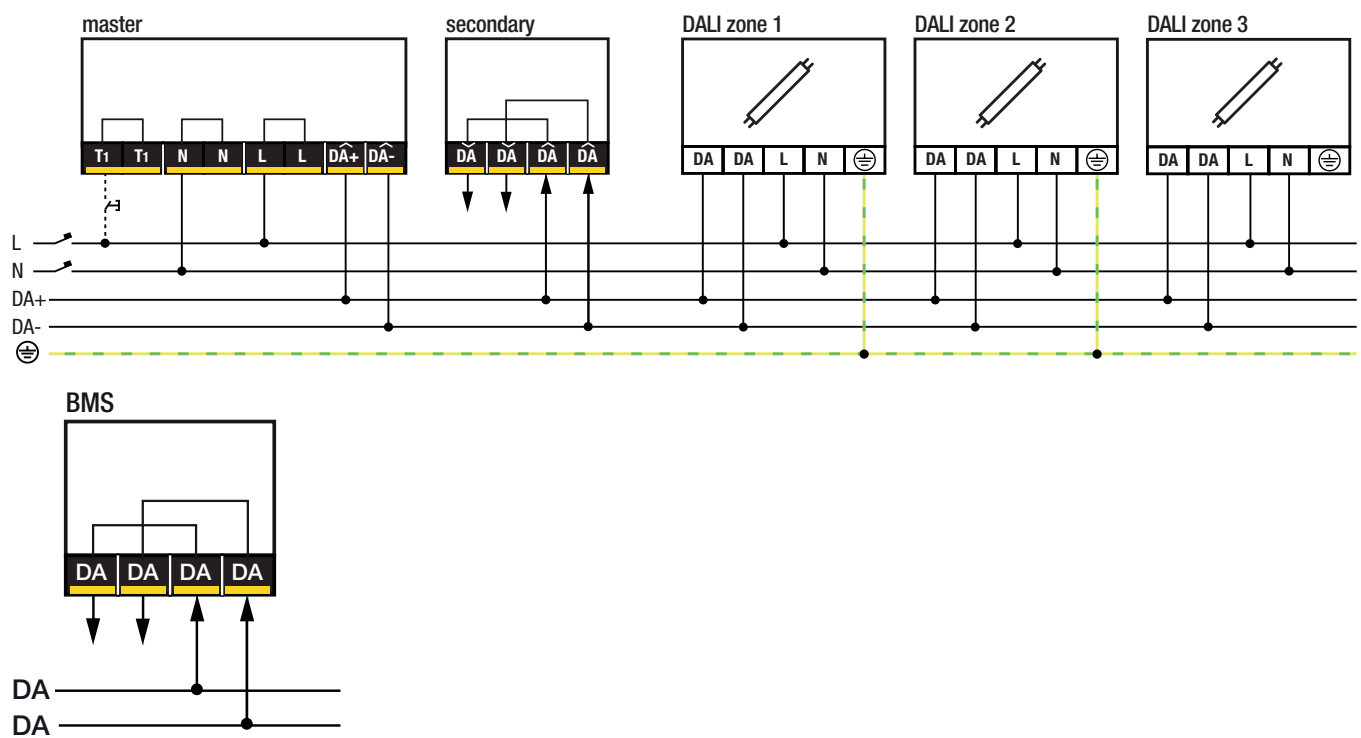 master secondary DALI zone 1 DALI zone 2 DALI zone 3
T1 T1 N N L L DA+ DA- DA DA DA DA DA DA L N DA DA L N DA DA L N
L
N
DA+
DA-
BMS
DA DA DA DA
DA
DA